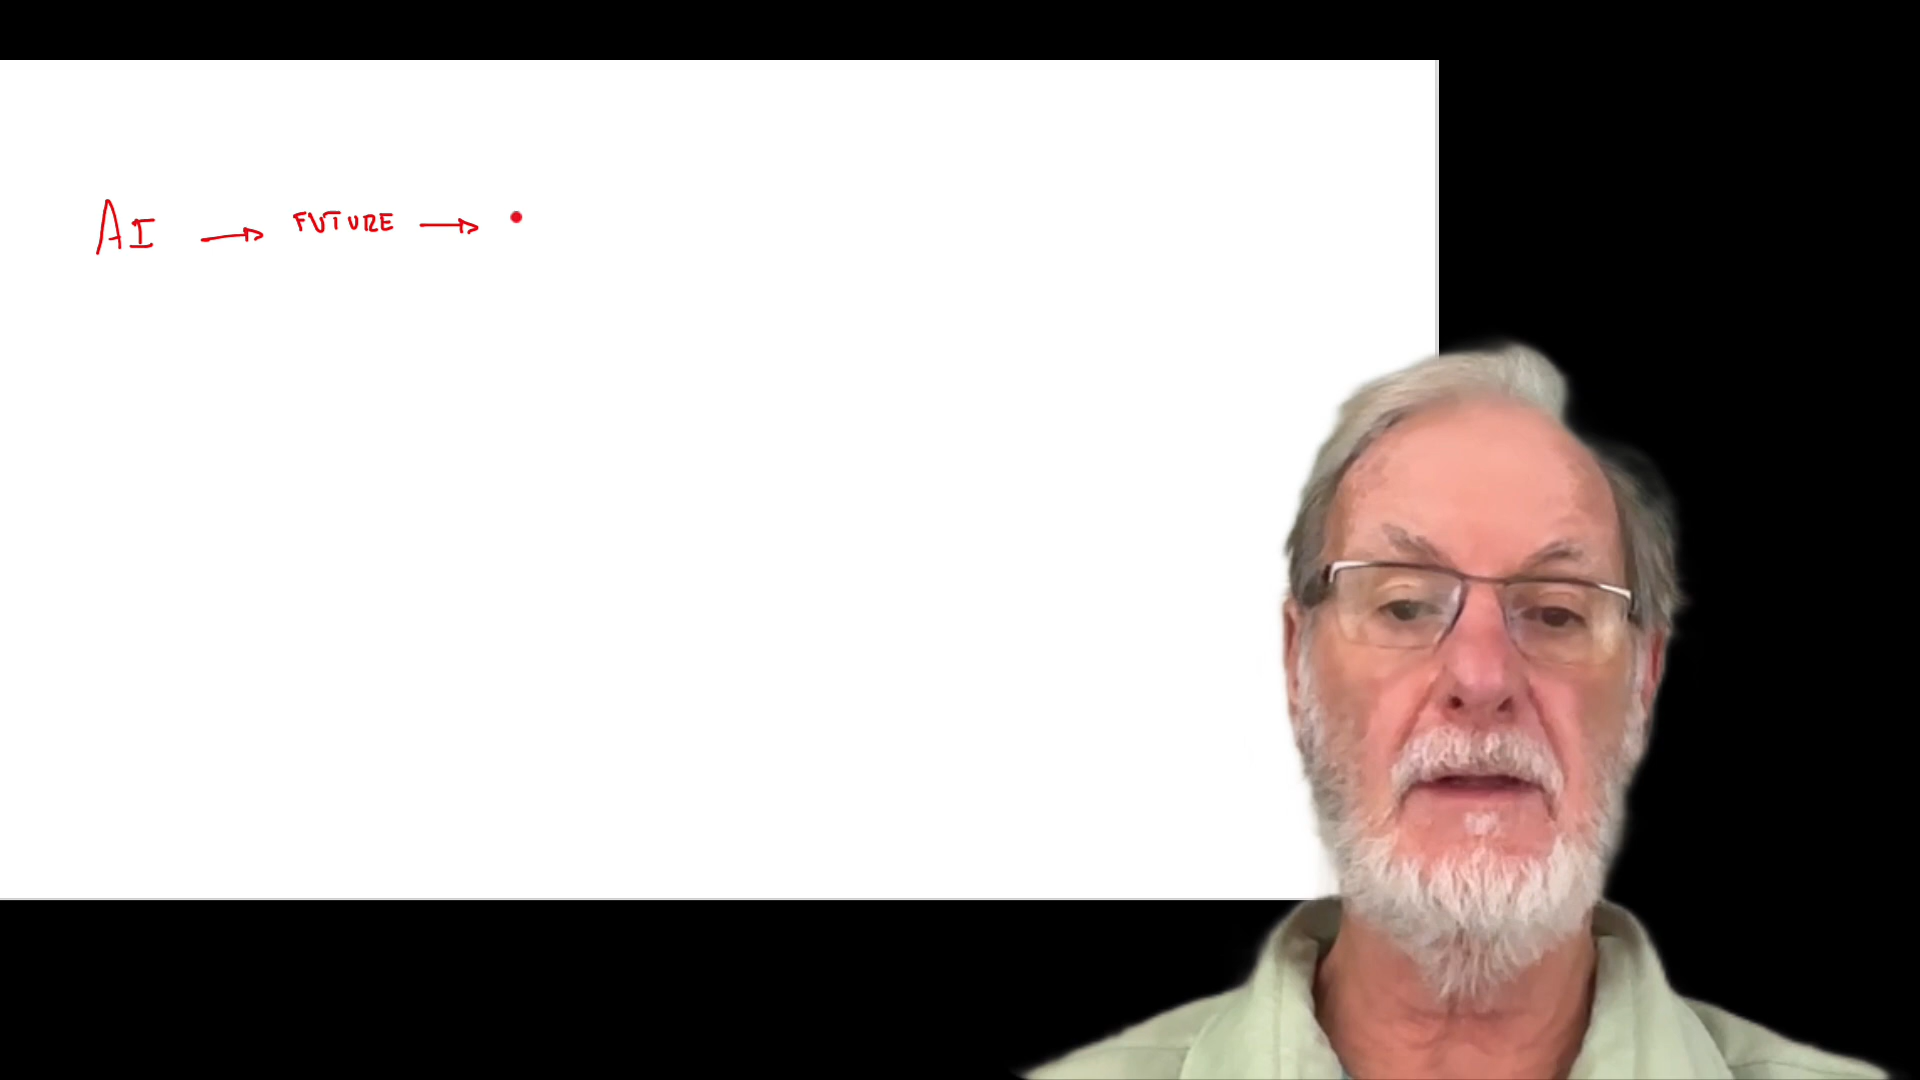 AI → FUTURE →